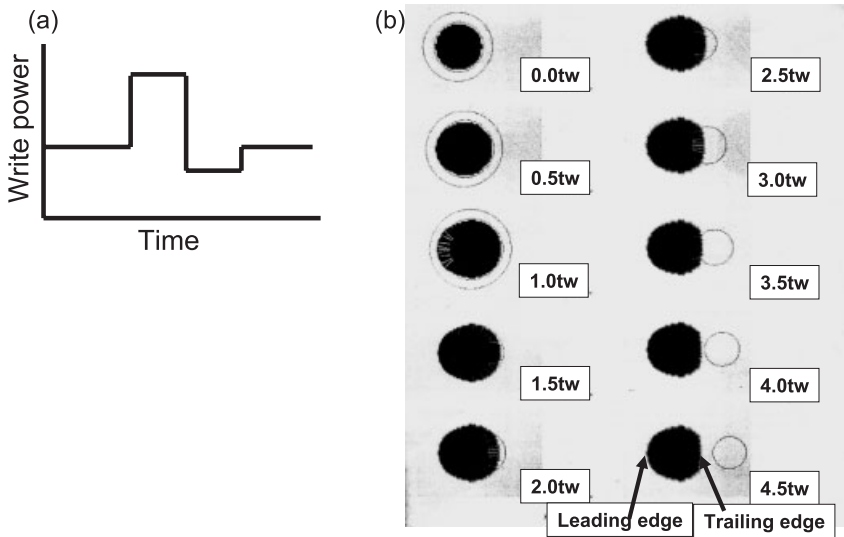 (a)
Write power
Time
(b)
0.0tw
0.5tw
1.0tw
1.5tw
2.0tw
2.5tw
3.0tw
3.5tw
4.0tw
4.5tw
Leading edge
Trailing edge